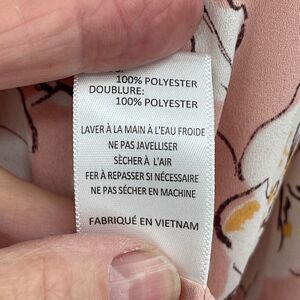 100% POLYESTER
DOUBLURE:
100% POLYESTER
LAVER À LA MAIN À L'EAU FROIDE
NE PAS JAVELLISER
SÈCHER À L'AIR
FER À REPASSER SI NÉCESSAIRE
NE PAS SÉCHER EN MACHINE
FABRIQUÉ EN VIETNAM